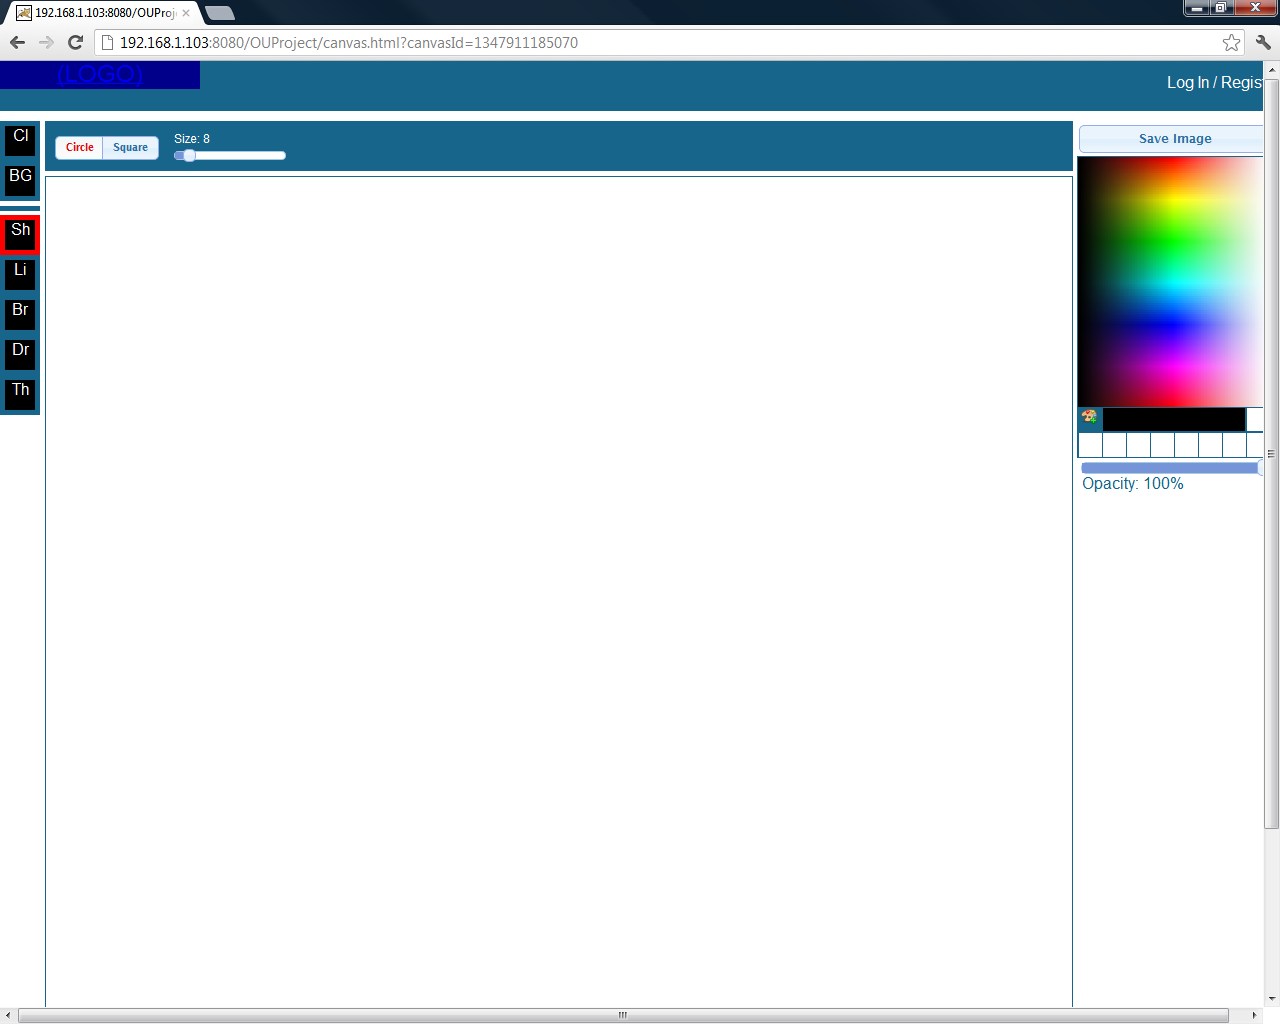 192.168.1.103:8080/OUProj
192.168.1.103:8080/OUProject/canvas.html?canvasId=1347911185070
(LOGO)
Log In / Regis
Cl
BG
Sh
Li
Br
Dr
Th
Circle
Square
Size: 8
Save Image
Opacity: 100%